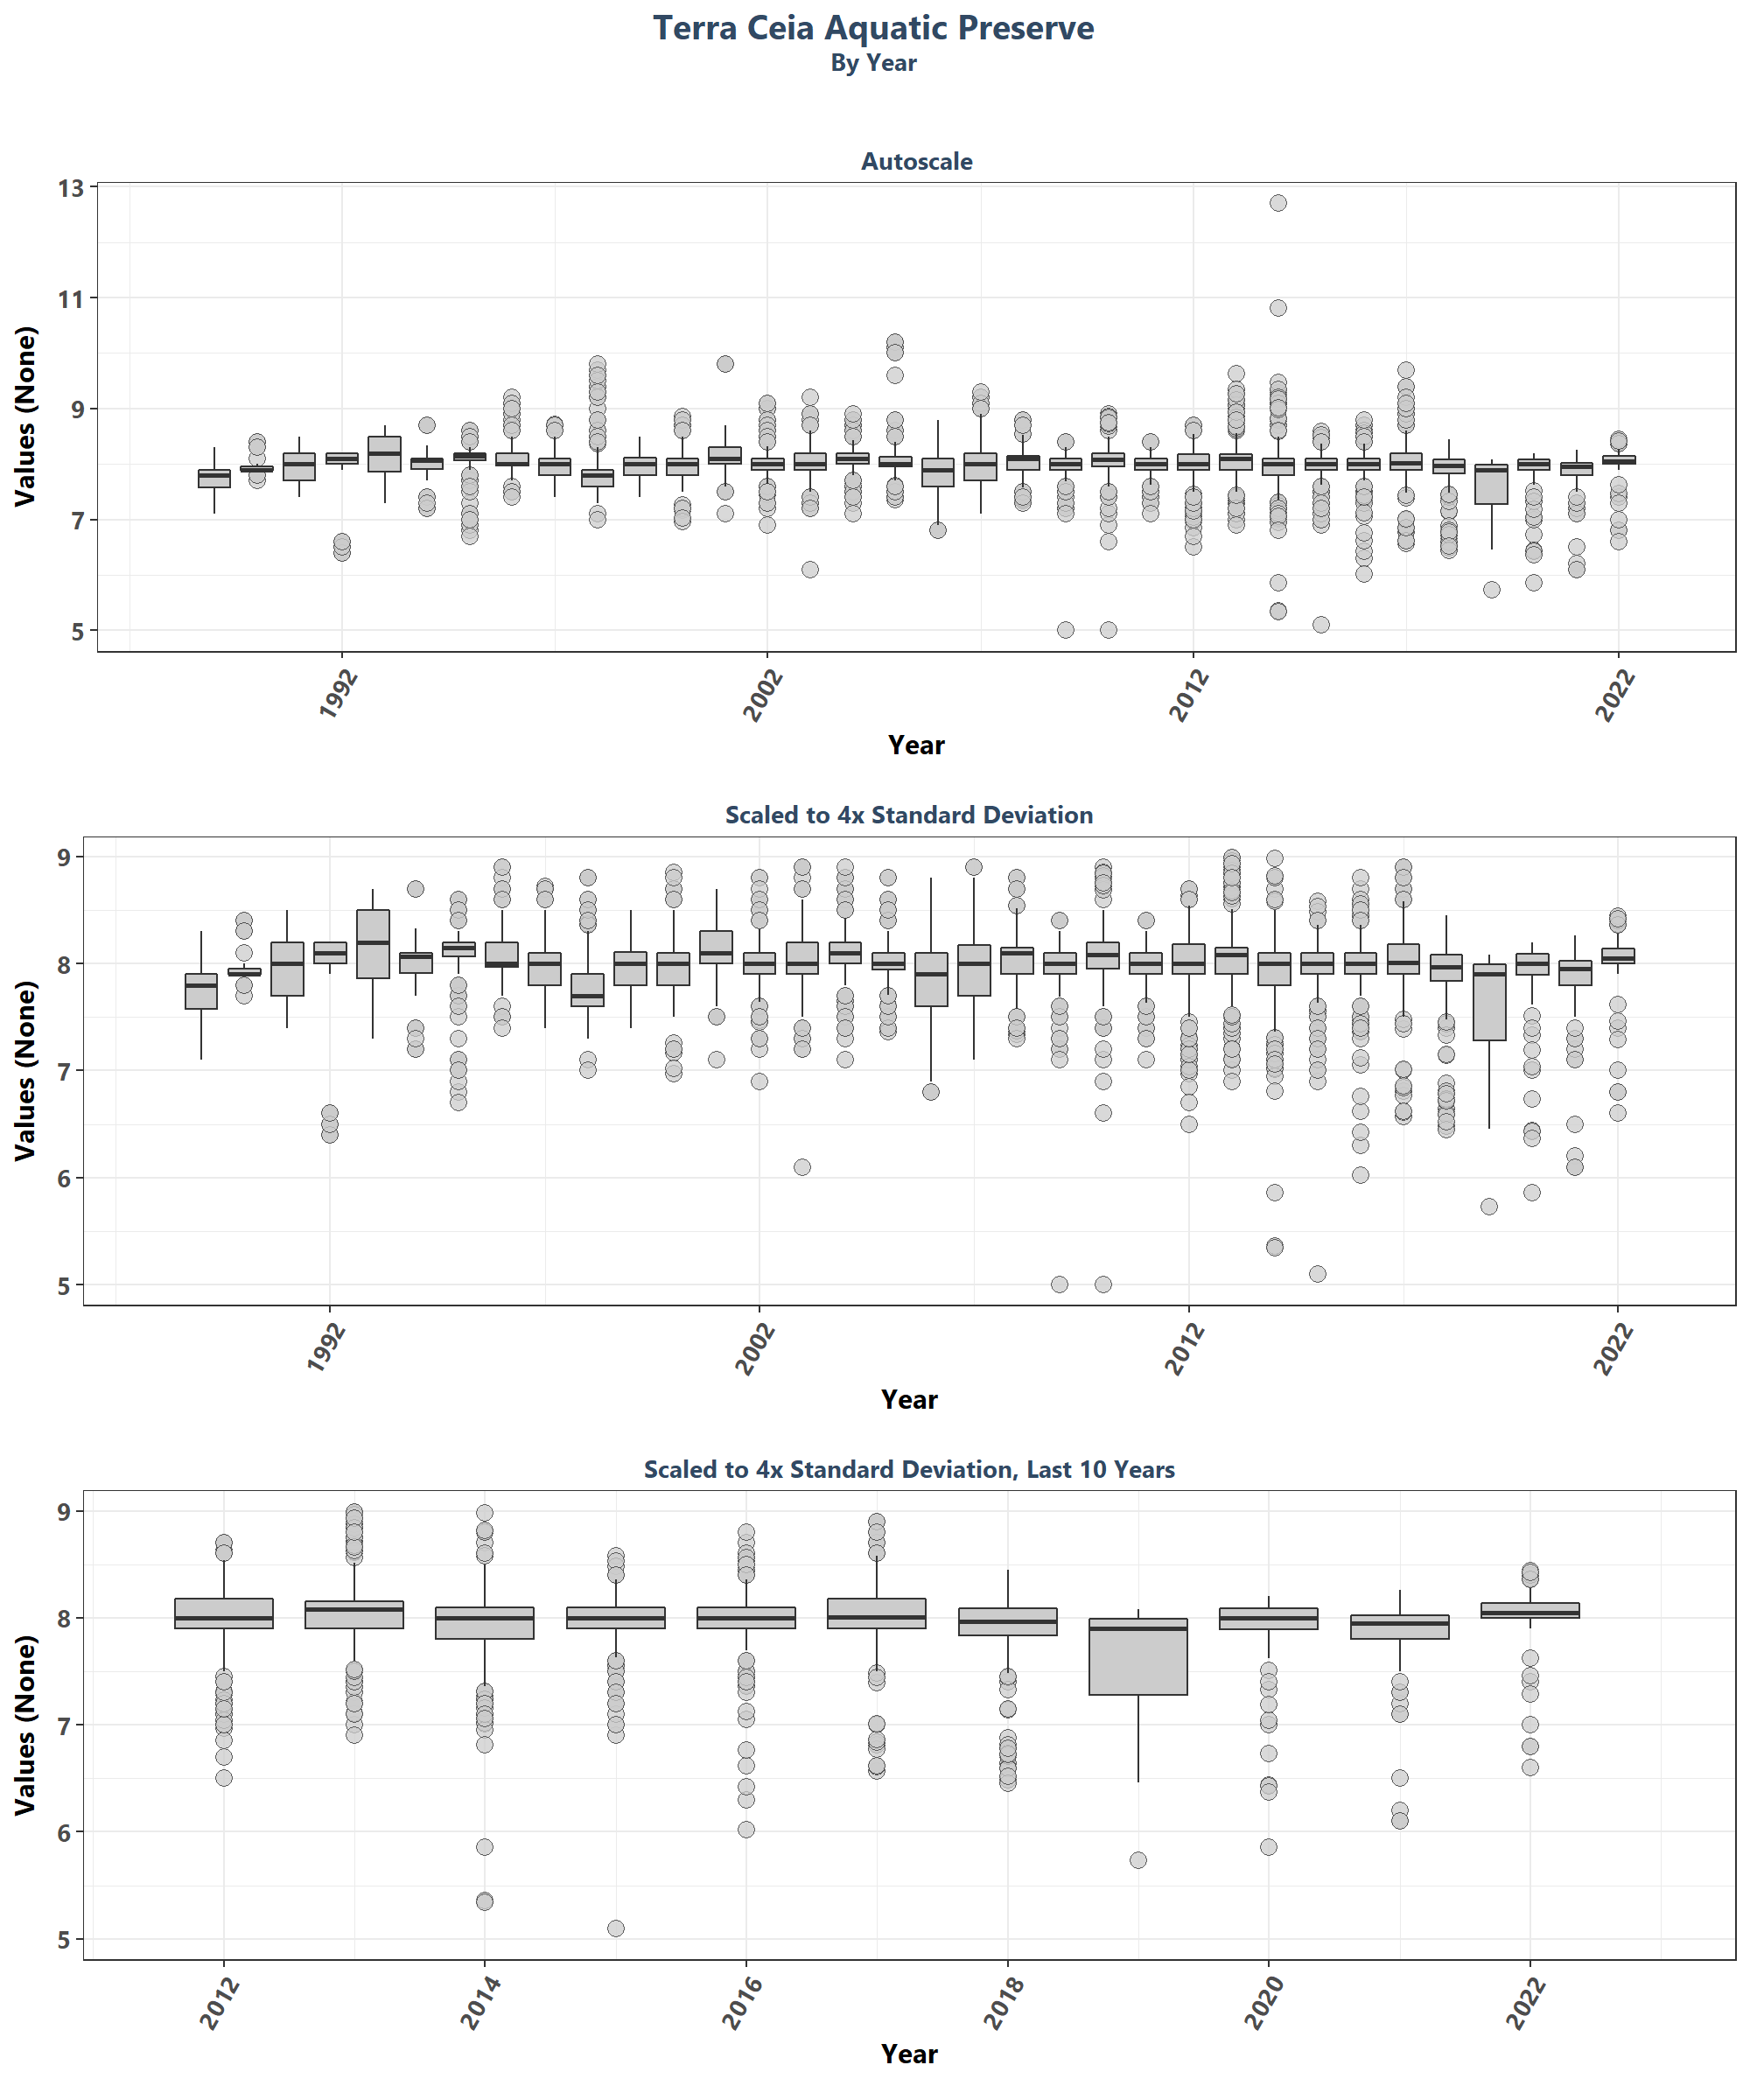 Terra Ceia Aquatic Preserve
By Year
Autoscale
Values (None)
13
11
9
7
5
1992
2002
2012
2022
Year
Scaled to 4x Standard Deviation
Values (None)
9
8
7
6
5
1992
2002
2012
2022
Year
Scaled to 4x Standard Deviation, Last 10 Years
Values (None)
9
8
7
6
5
2012
2014
2016
2018
2020
2022
Year